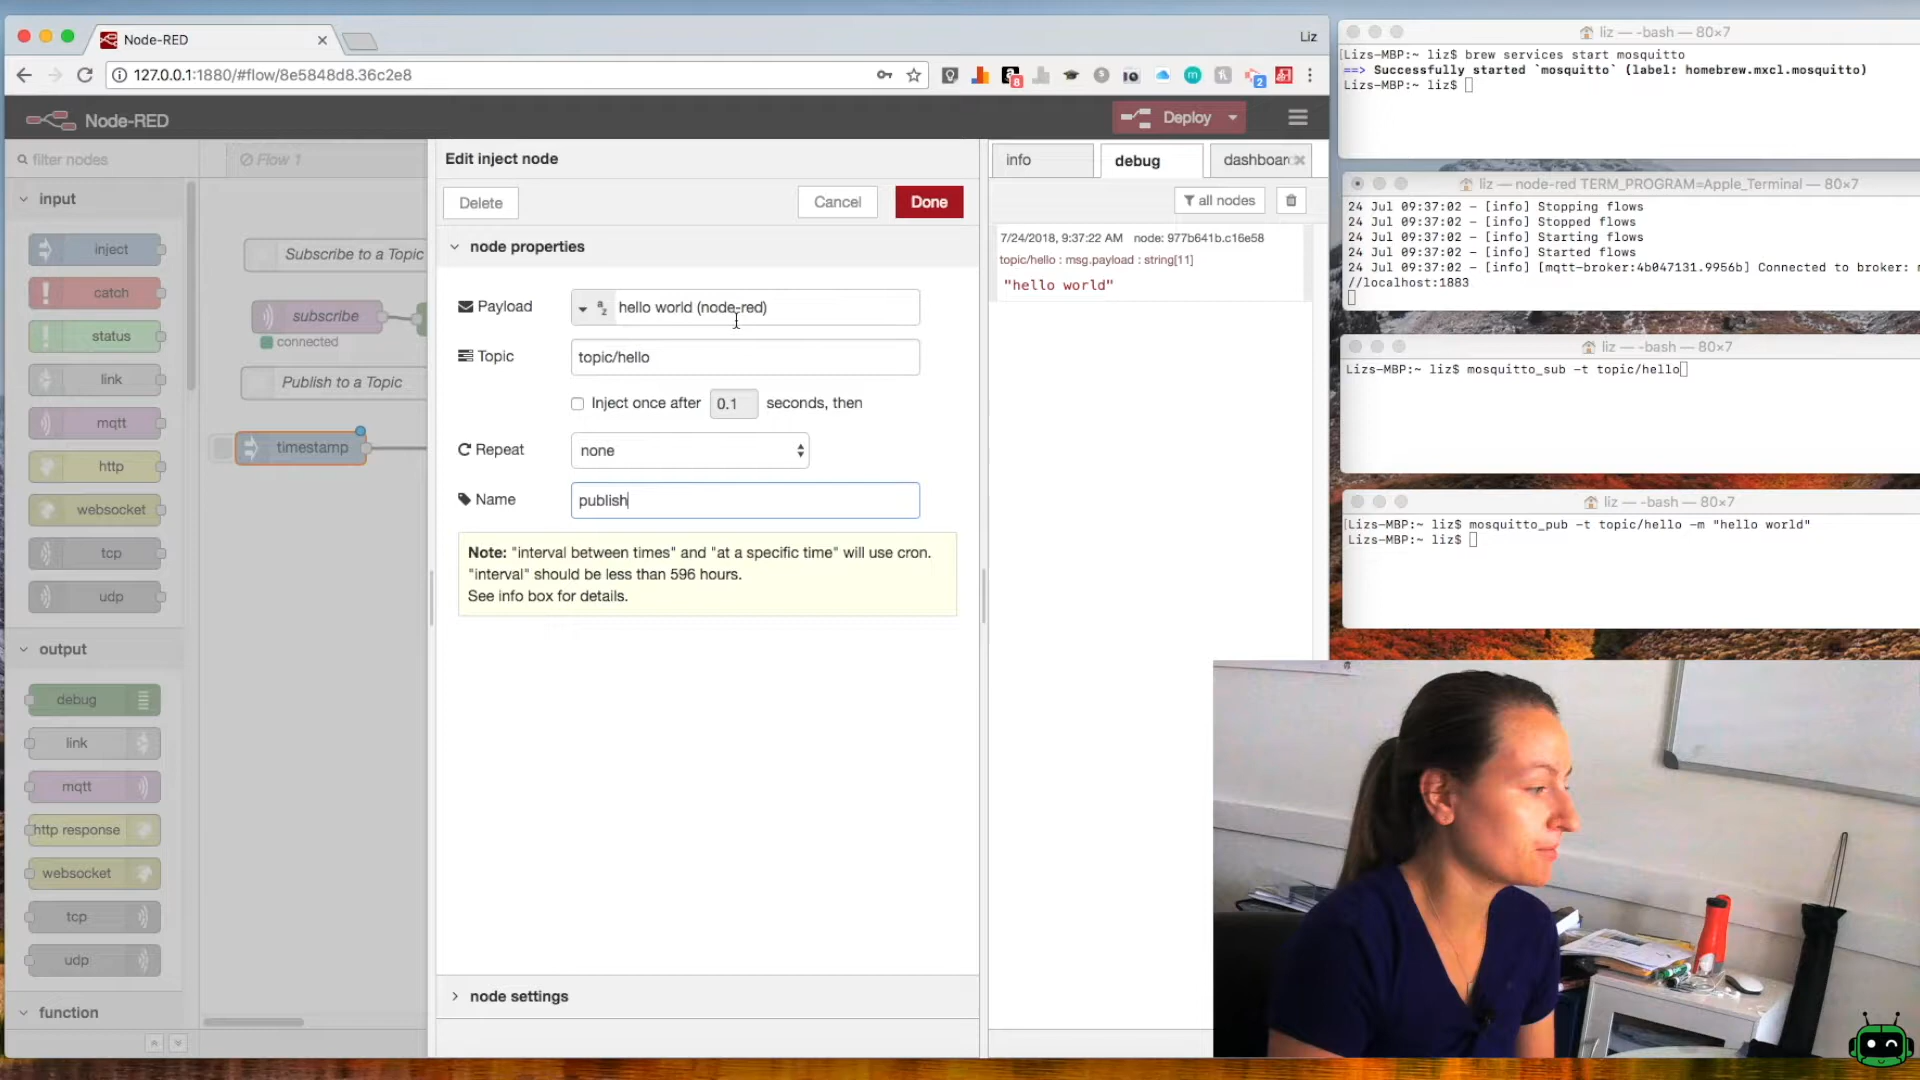 Node-RED
Liz
127.0.0.1:1880/#flow/8e5848d8.36c2e8
8
2
Node-RED
Deploy
filter nodes
Flow 1
input
inject
catch
status
link
mqtt
http
websocket
tcp
udp
output
debug
link
mqtt
http response
websocket
tcp
udp
function
Subscribe to a Topic
subscribe
connected
Publish to a Topic
timestamp
Edit inject node
Delete
Cancel
Done
node properties
Payload
hello world (node-red)
Topic
topic/hello
Inject once after 0.1 seconds, then
Repeat
none
Name
publish
Note: "interval between times" and "at a specific time" will use cron.
"interval" should be less than 596 hours.
See info box for details.
node settings
info
debug
dashboar
all nodes
7/24/2018, 9:37:22 AM node: 977b641b.c16e58
topic/hello : msg.payload : string[11]
"hello world"
liz — -bash — 80×7
Lizs-MBP:~ liz$ brew services start mosquitto
==> Successfully started `mosquitto` (label: homebrew.mxcl.mosquitto)
Lizs-MBP:~ liz$
liz — node-red TERM_PROGRAM=Apple_Terminal — 80×7
24 Jul 09:37:02 - [info] Stopping flows
24 Jul 09:37:02 - [info] Stopped flows
24 Jul 09:37:02 - [info] Starting flows
24 Jul 09:37:02 - [info] Started flows
24 Jul 09:37:02 - [info] [mqtt-broker:4b047131.9956b] Connected to broker:
//localhost:1883
liz — -bash — 80×7
Lizs-MBP:~ liz$ mosquitto_sub -t topic/hello
liz — -bash — 80×7
Lizs-MBP:~ liz$ mosquitto_pub -t topic/hello -m "hello world"
Lizs-MBP:~ liz$